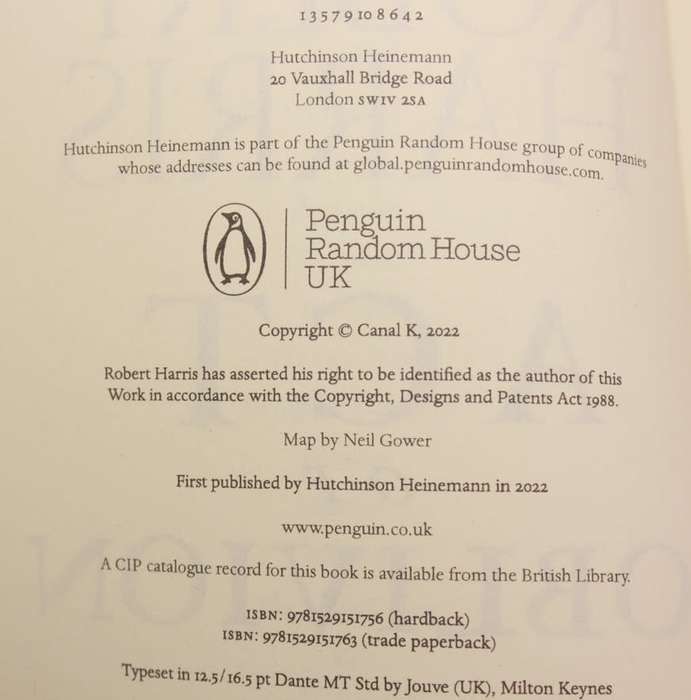 1 3 5 7 9 10 8 6 4 2
Hutchinson Heinemann
20 Vauxhall Bridge Road
London SW1V 2SA
Hutchinson Heinemann is part of the Penguin Random House group of companies
whose addresses can be found at global.penguinrandomhouse.com.
Penguin
Random House
UK
Copyright © Canal K, 2022
Robert Harris has asserted his right to be identified as the author of this
Work in accordance with the Copyright, Designs and Patents Act 1988.
Map by Neil Gower
First published by Hutchinson Heinemann in 2022
www.penguin.co.uk
A CIP catalogue record for this book is available from the British Library.
ISBN: 9781529151756 (hardback)
ISBN: 9781529151763 (trade paperback)
Typeset in 12.5/16.5 pt Dante MT Std by Jouve (UK), Milton Keynes